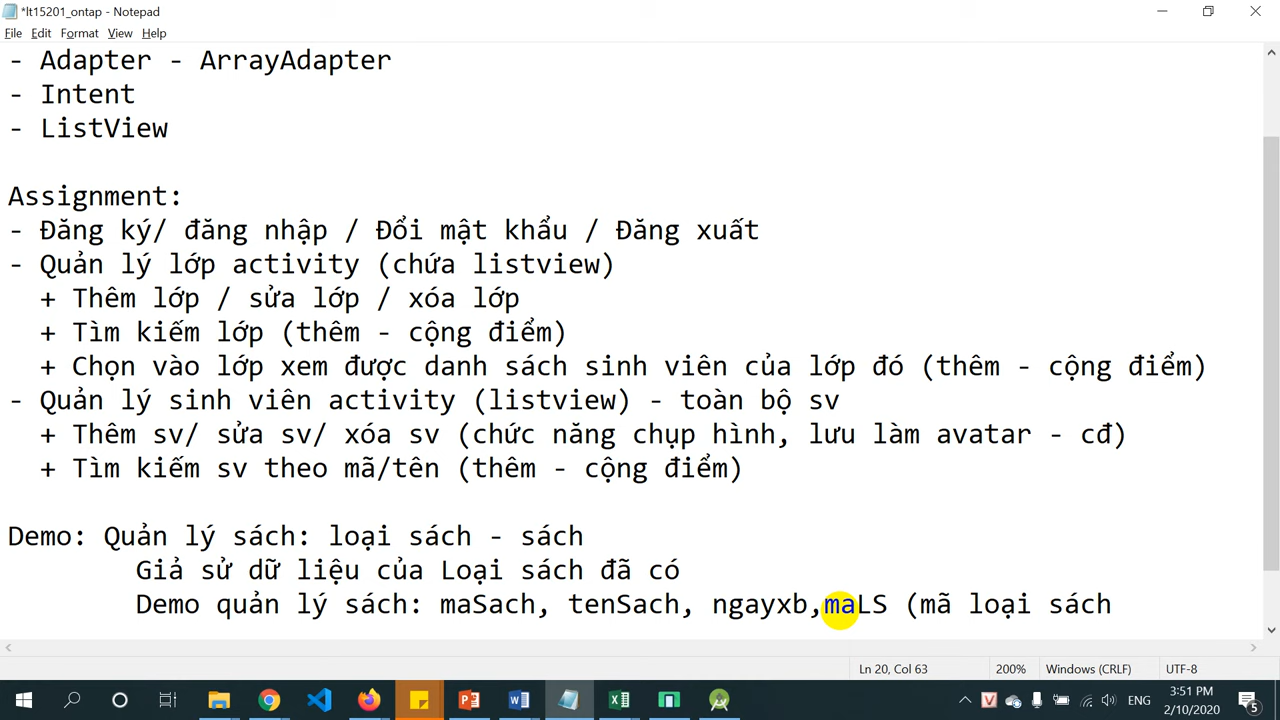 *lt15201_ontap - Notepad
File Edit Format View Help
- Adapter - ArrayAdapter
- Intent
- ListView
Assignment:
- Đăng ký/ đăng nhập / Đổi mật khẩu / Đăng xuất
- Quản lý lớp activity (chứa listview)
+ Thêm lớp / sửa lớp / xóa lớp
+ Tìm kiếm lớp (thêm - cộng điểm)
+ Chọn vào lớp xem được danh sách sinh viên của lớp đó (thêm - cộng điểm)
- Quản lý sinh viên activity (listview) - toàn bộ sv
+ Thêm sv/ sửa sv/ xóa sv (chức năng chụp hình, lưu làm avatar - cđ)
+ Tìm kiếm sv theo mã/tên (thêm - cộng điểm)
Demo: Quản lý sách: loại sách - sách
Giả sử dữ liệu của Loại sách đã có
Demo quản lý sách: maSach, tenSach, ngayxb,maLS (mã loại sách
Ln 20, Col 63 200% Windows (CRLF) UTF-8
ENG 3:51 PM
2/10/2020 5